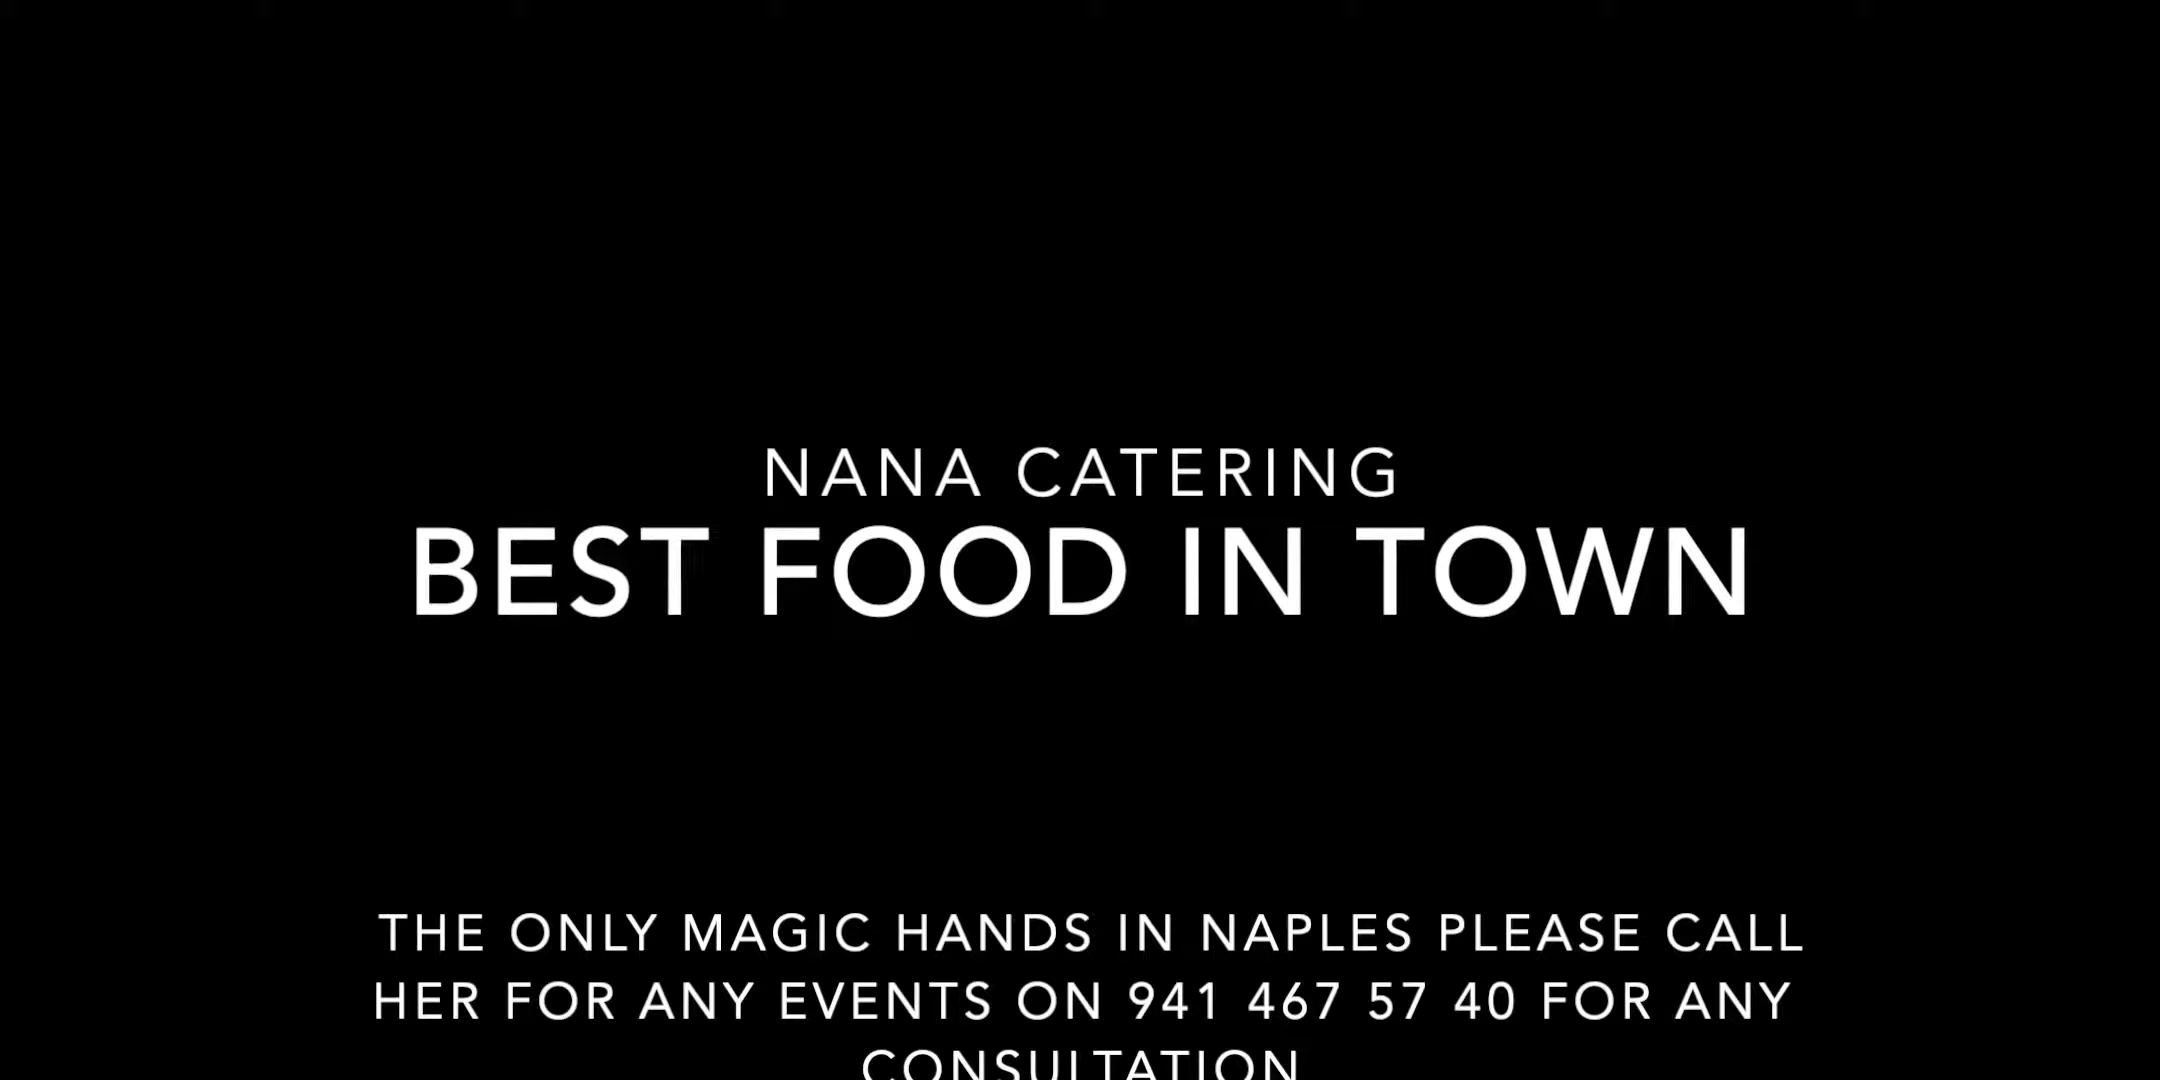 NANA CATERING
BEST FOOD IN TOWN
THE ONLY MAGIC HANDS IN NAPLES PLEASE CALL
HER FOR ANY EVENTS ON 941 467 57 40 FOR ANY
CONSULTATION